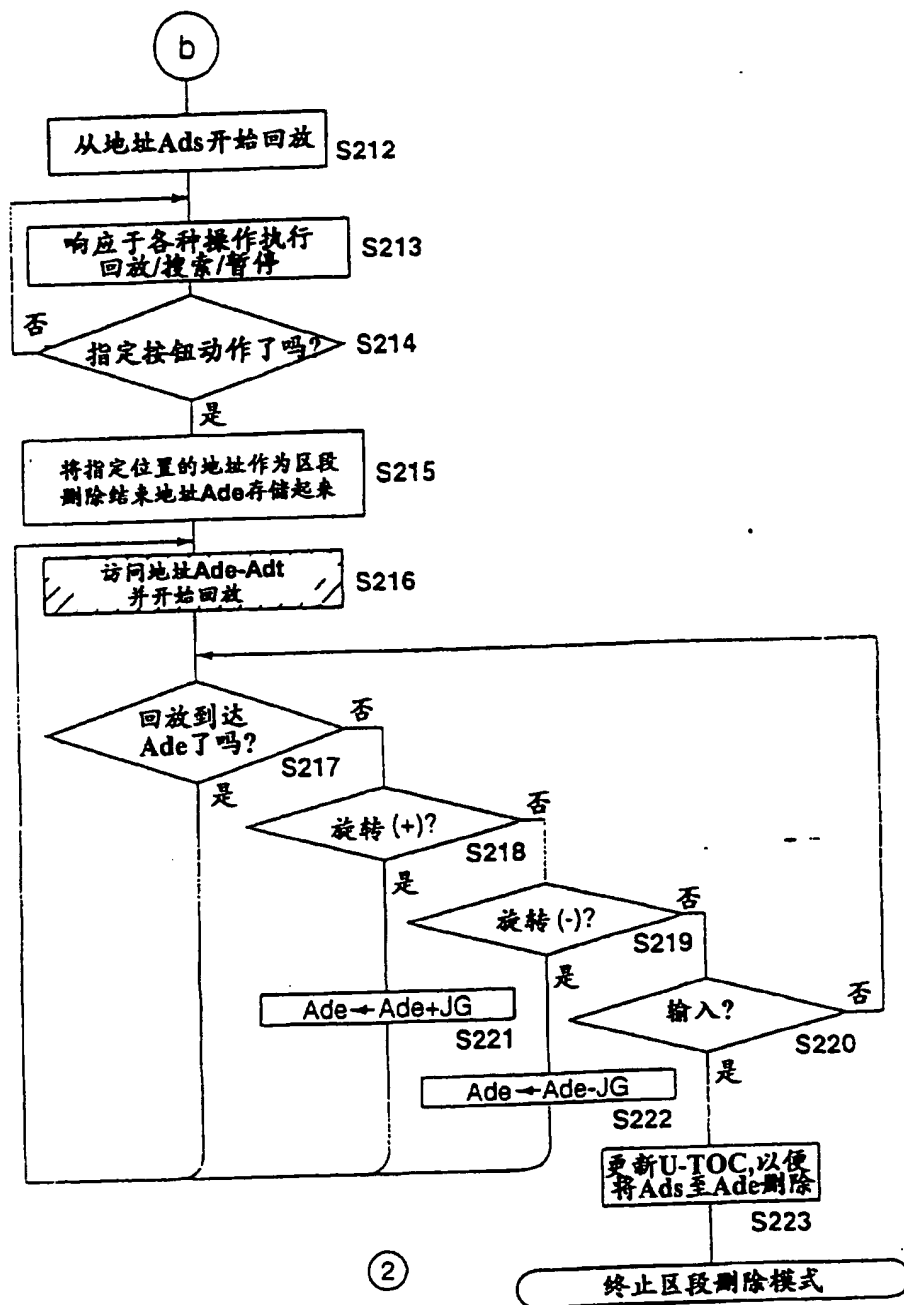 b
从地址Ads开始回放
S212
响应于各种操作执行
回放/搜索/暂停
S213
否
指定按钮动作了吗?
S214
是
将指定位置的地址作为区段
删除结束地址Ade存储起来
S215
访问地址Ade-Adt
并开始回放
S216
回放到达
Ade了吗?
否
S217
是
旋转(+)?
否
S218
是
旋转(-)?
否
S219
是
输入?
否
S220
是
Ade←Ade+JG
S221
Ade←Ade-JG
S222
更新U-TOC,以便
将Ads至Ade删除
S223
②
终止区段删除模式